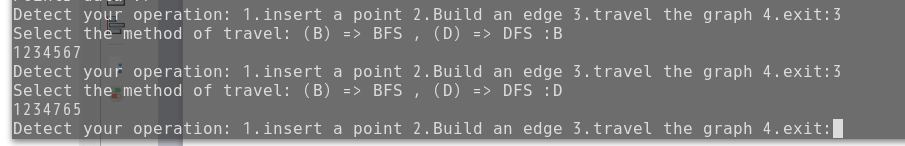 Detect your operation: 1.insert a point 2.Build an edge 3.travel the graph 4.exit:3
Select the method of travel: (B) => BFS , (D) => DFS :B
1234567
Detect your operation: 1.insert a point 2.Build an edge 3.travel the graph 4.exit:3
Select the method of travel: (B) => BFS , (D) => DFS :D
1234765
Detect your operation: 1.insert a point 2.Build an edge 3.travel the graph 4.exit: